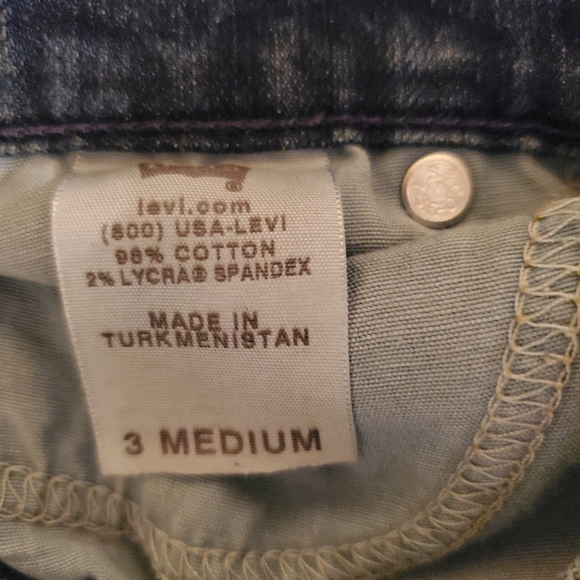 ®
levi.com
(800) USA-LEVI
98% COTTON
2% LYCRA® SPANDEX
MADE IN
TURKMENISTAN
3 MEDIUM